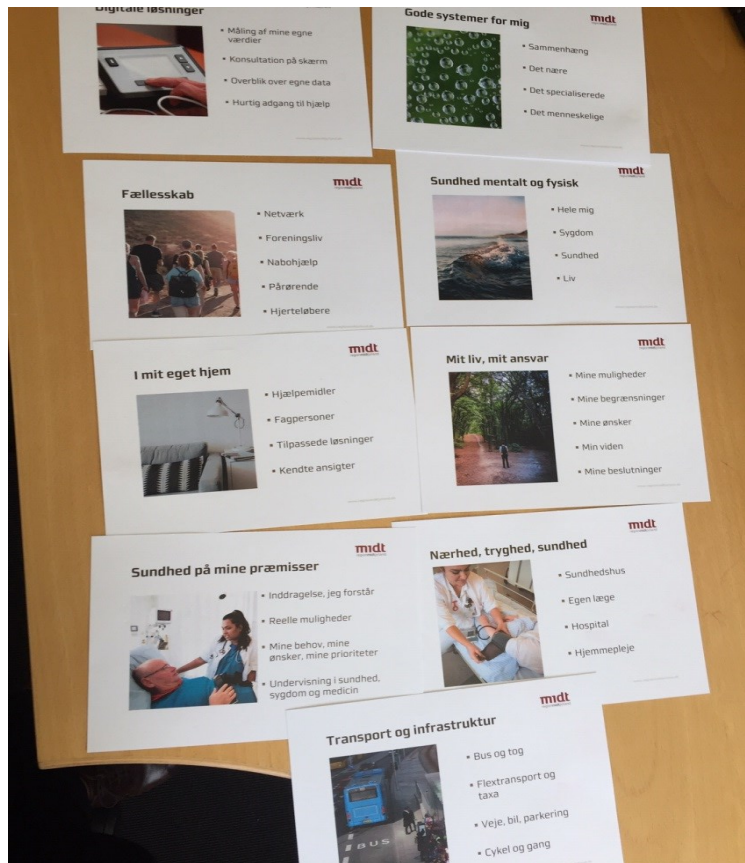 Digitale løsninger
▪ Måling af mine egne
værdier
▪ Konsultation på skærm
▪ Overblik over egne data
▪ Hurtig adgang til hjælp
Gode systemer for mig
midt
▪ Sammenhæng
▪ Det nære
▪ Det specialiserede
▪ Det menneskelige
Fællesskab
midt
▪ Netværk
▪ Foreningsliv
▪ Nabohjælp
▪ Pårørende
▪ Hjerteløbere
Sundhed mentalt og fysisk
midt
▪ Hele mig
▪ Sygdom
▪ Sundhed
▪ Liv
I mit eget hjem
midt
▪ Hjælpemidler
▪ Fagpersoner
▪ Tilpassede løsninger
▪ Kendte ansigter
Mit liv, mit ansvar
midt
▪ Mine muligheder
▪ Mine begrænsninger
▪ Mine ønsker
▪ Min viden
▪ Mine beslutninger
Sundhed på mine præmisser
midt
▪ Inddragelse, jeg forstår
▪ Reelle muligheder
▪ Mine behov, mine
ønsker, mine prioriteter
▪ Undervisning i sundhed,
sygdom og medicin
Nærhed, tryghed, sundhed
midt
▪ Sundhedshus
▪ Egen læge
▪ Hospital
▪ Hjemmepleje
Transport og infrastruktur
midt
▪ Bus og tog
▪ Flextransport og
taxa
▪ Veje, bil, parkering
▪ Cykel og gang
BUS